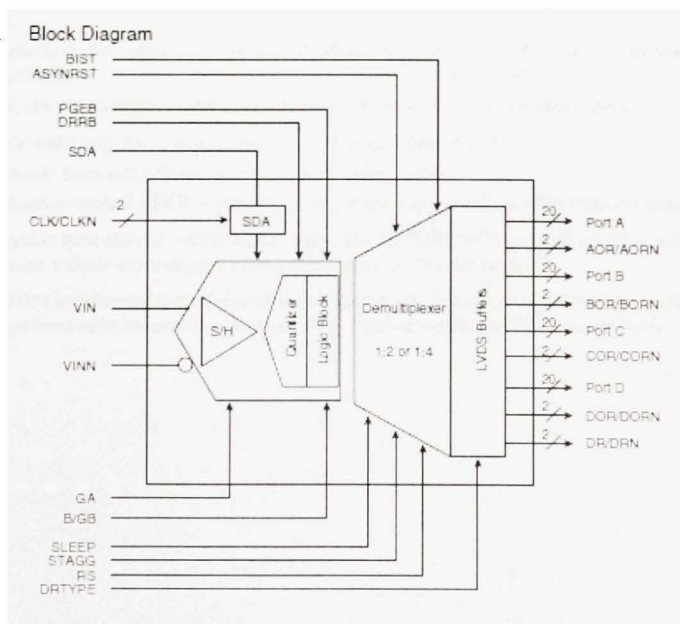 Block Diagram
BIST
ASYNRST
PGEB
DRRB
SDA
CLK/CLKN
2
SDA
VIN
VINN
S/H
Quantizer
Logic Block
Demultiplexer
1:2 or 1:4
LVDS Buffers
20
Port A
2
AOR/AORN
20
Port B
2
BOR/BORN
20
Port C
2
COR/CORN
20
Port D
2
DOR/DORN
2
DR/DRN
GA
B/GB
SLEEP
STAGG
RS
DRTYPE